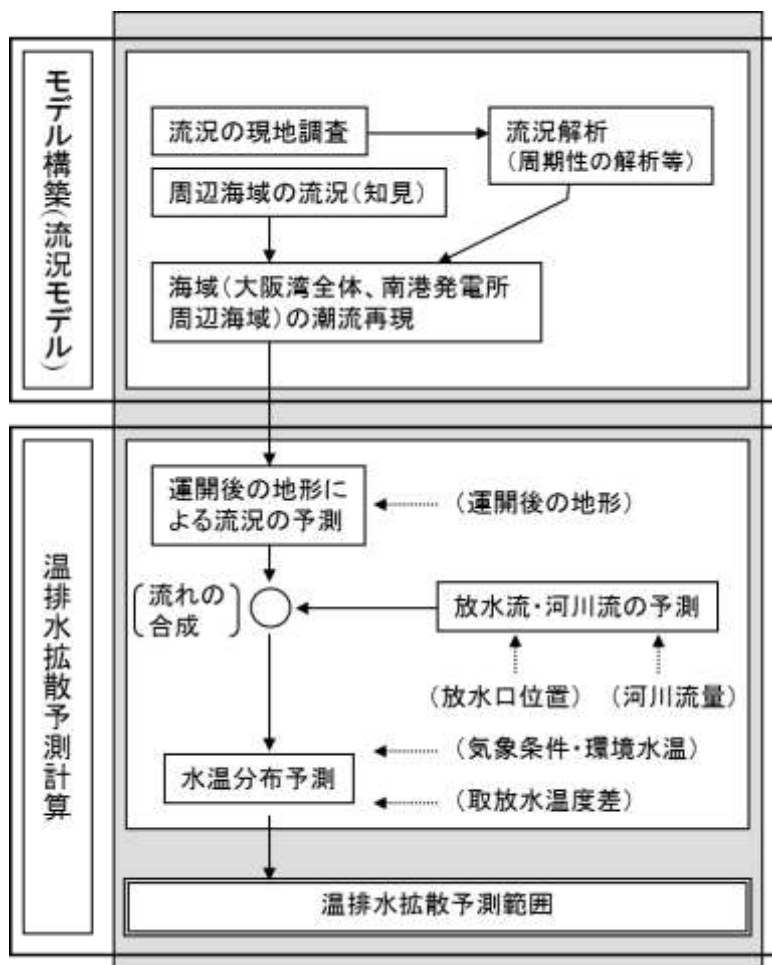 モデル構築(流況モデル)
流況の現地調査
流況解析
(周期性の解析等)
周辺海域の流況(知見)
海域(大阪湾全体、南港発電所
周辺海域)の潮流再現
温排水拡散予測計算
運開後の地形に
よる流況の予測
(運開後の地形)
流れの
合成
放水流・河川流の予測
(放水口位置)
(河川流量)
(気象条件・環境水温)
水温分布予測
(取放水温度差)
温排水拡散予測範囲